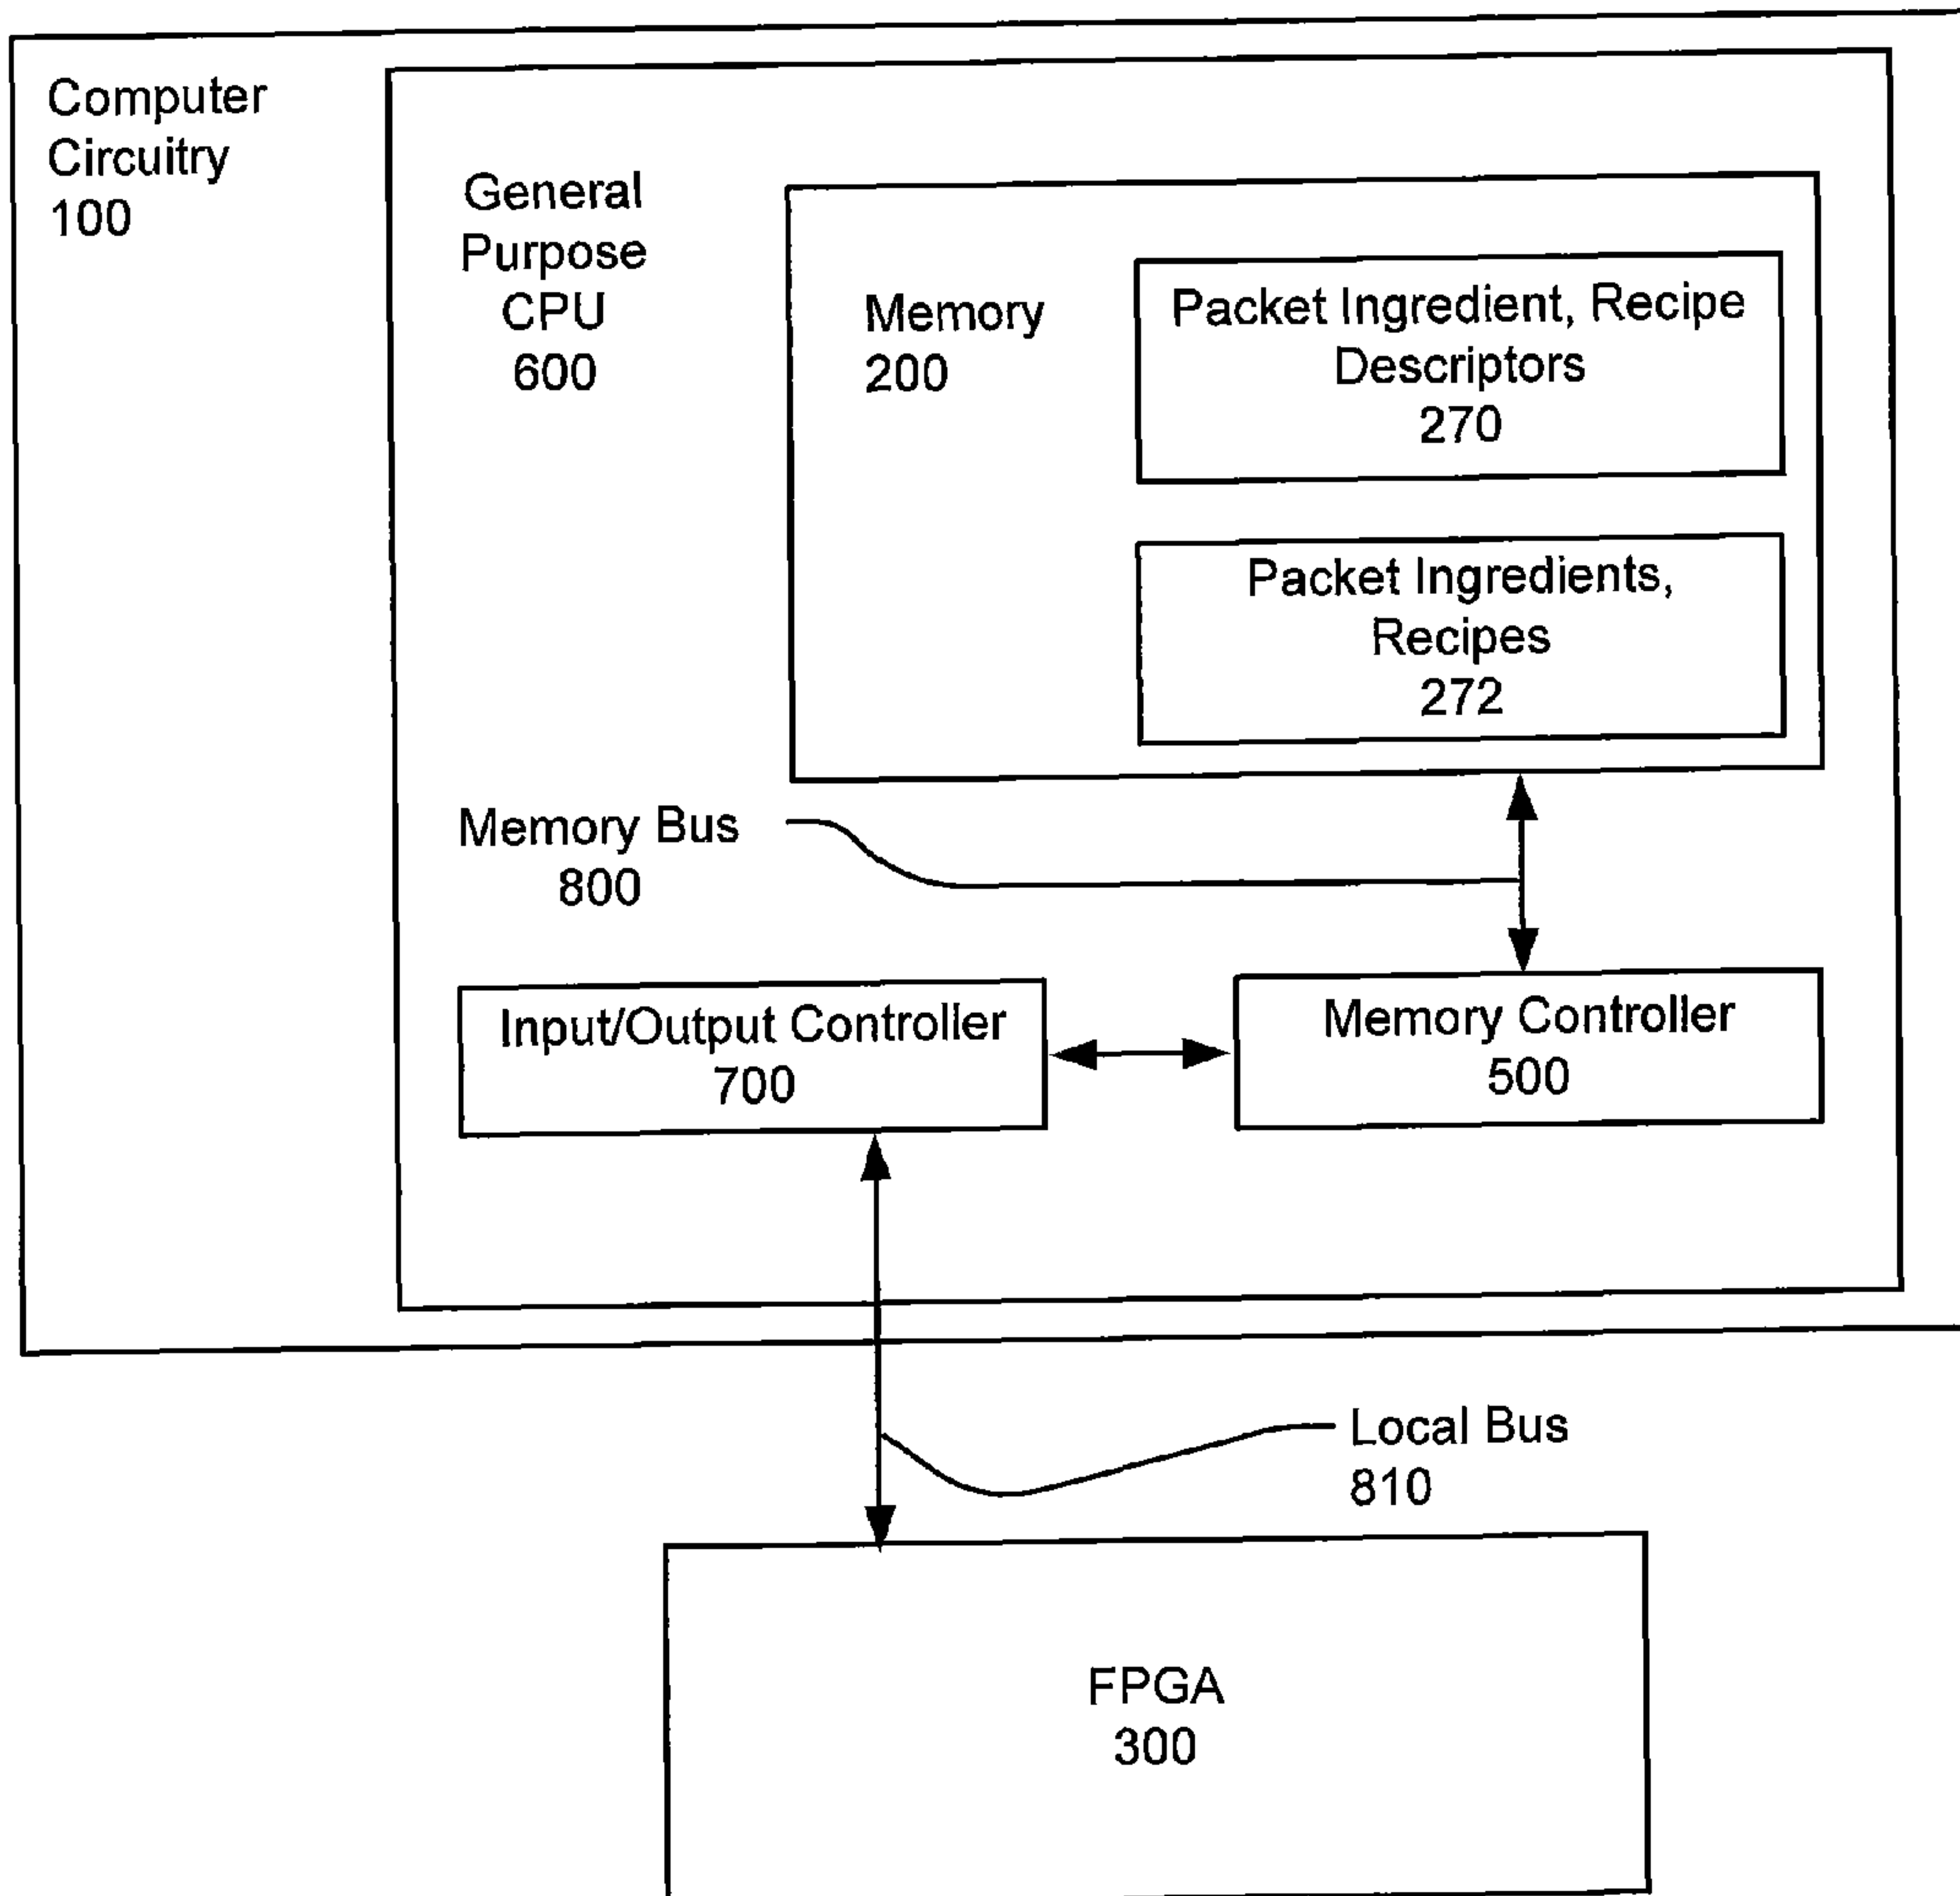 Computer
Circuitry
100
General
Purpose
CPU
600
Memory
200
Packet Ingredient, Recipe
Descriptors
270
Packet Ingredients,
Recipes
272
Memory Bus
800
Input/Output Controller
700
Memory Controller
500
Local Bus
810
FPGA
300